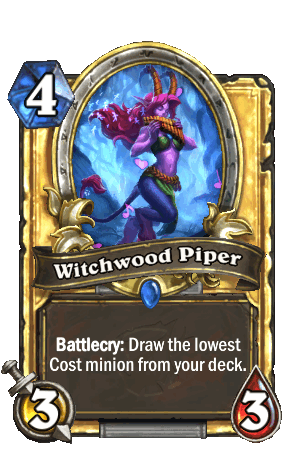 4
Witchwood Piper
Battlecry: Draw the lowest
Cost minion from your deck.
3
3